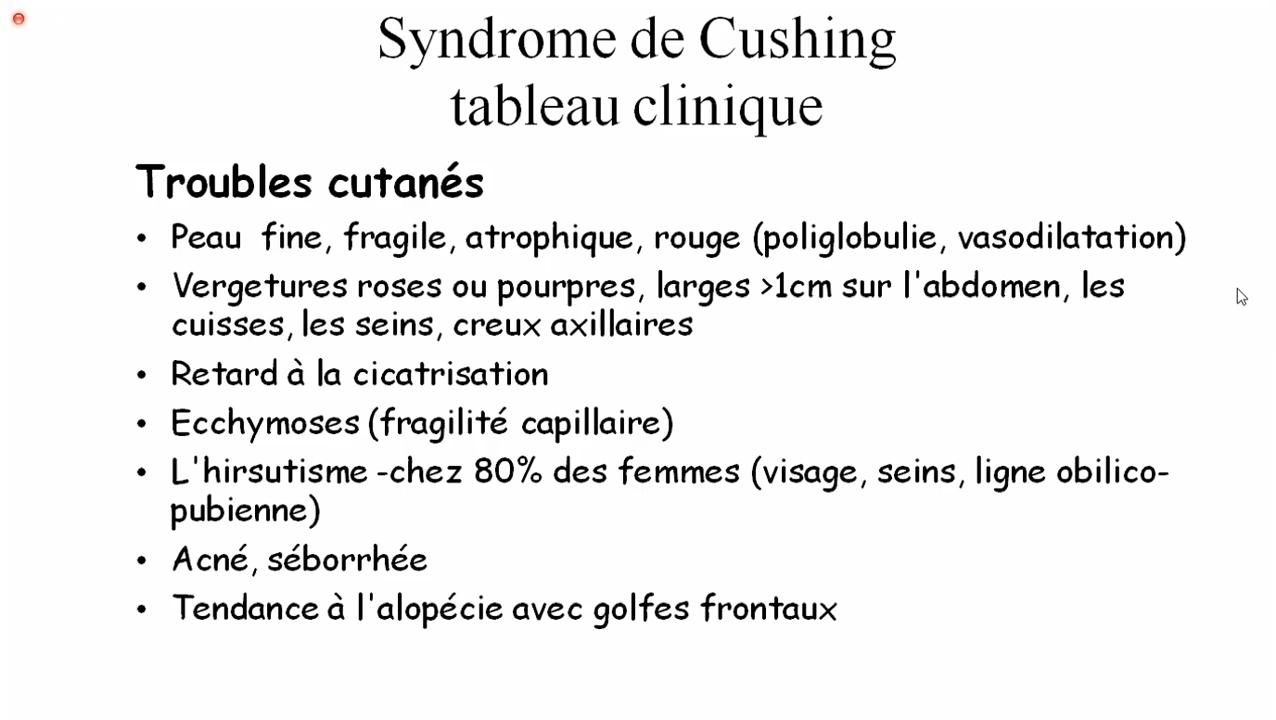 Syndrome de Cushing
tableau clinique
Troubles cutanés
• Peau fine, fragile, atrophique, rouge (poliglobulie, vasodilatation)
• Vergetures roses ou pourpres, larges >1cm sur l'abdomen, les
cuisses, les seins, creux axillaires
• Retard à la cicatrisation
• Ecchymoses (fragilité capillaire)
• L'hirsutisme -chez 80% des femmes (visage, seins, ligne obilico-
pubienne)
• Acné, séborrhée
• Tendance à l'alopécie avec golfes frontaux